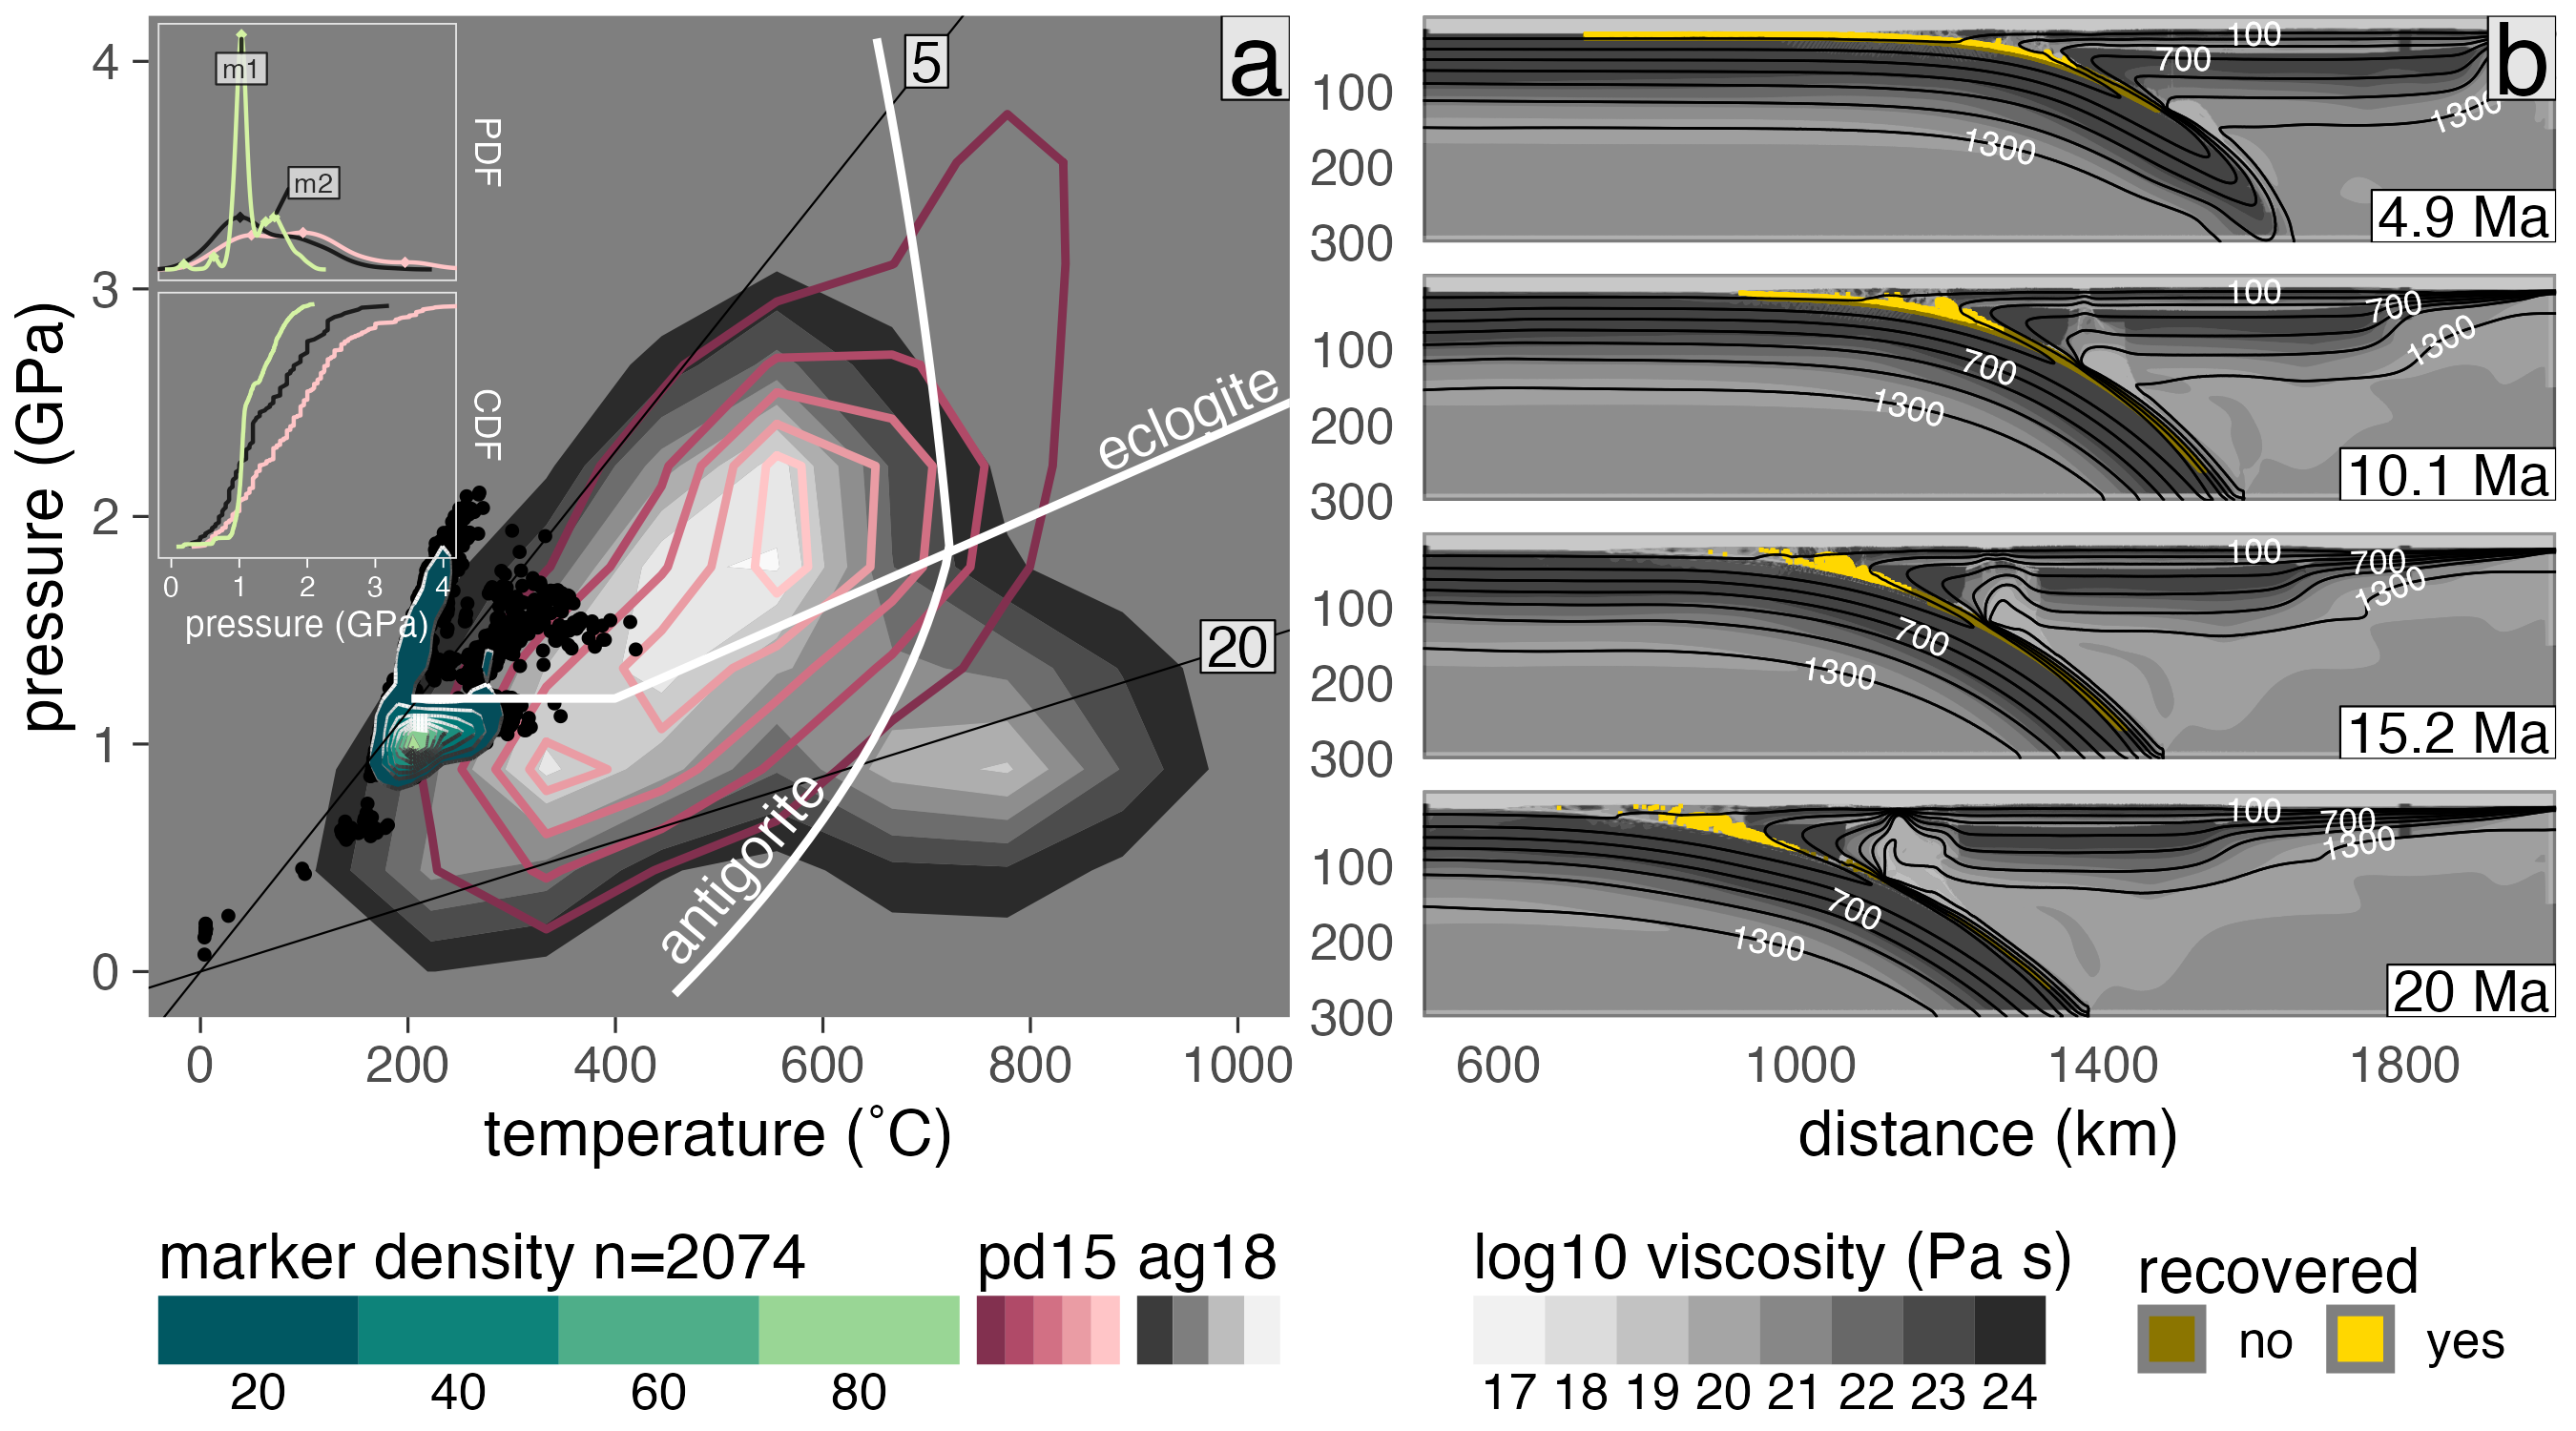 a
5
20
eclogite
antigorite
m1
m2
PDF
CDF
0 1 2 3 4
pressure (GPa)
4
3
2
1
0
pressure (GPa)
0 200 400 600 800 1000
temperature (˚C)
b
100
700
1300
1300
4.9 Ma
100
200
300
100
700
1300
700
1300
10.1 Ma
100
200
300
100
700
1300
700
1300
15.2 Ma
100
200
300
100
700
1300
700
1300
20 Ma
100
200
300
600 1000 1400 1800
distance (km)
marker density n=2074
20 40 60 80
pd15 ag18
log10 viscosity (Pa s)
17 18 19 20 21 22 23 24
recovered
no yes